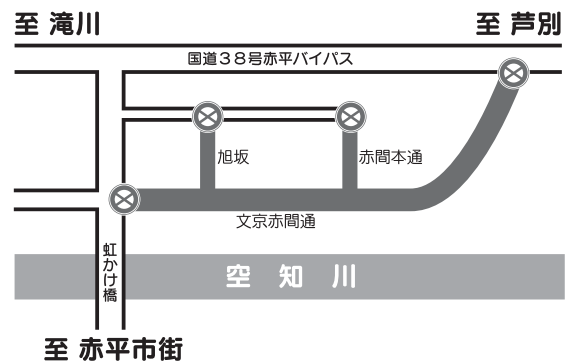 至 滝川
至 芦別
国道３８号赤平バイパス
旭坂
赤間本通
文京赤間通
虹かけ橋
空知川
至 赤平市街